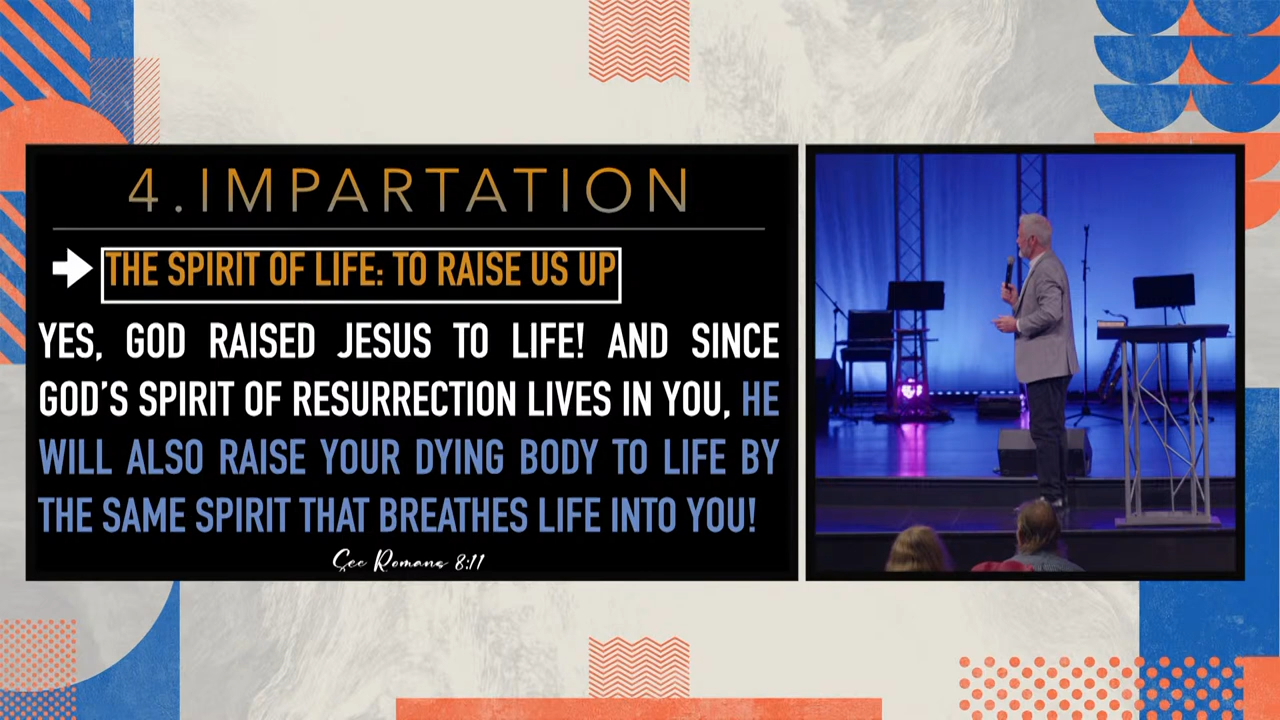 4.IMPARTATION
THE SPIRIT OF LIFE: TO RAISE US UP
YES, GOD RAISED JESUS TO LIFE! AND SINCE
GOD'S SPIRIT OF RESURRECTION LIVES IN YOU, HE
WILL ALSO RAISE YOUR DYING BODY TO LIFE BY
THE SAME SPIRIT THAT BREATHES LIFE INTO YOU!
See Romans 8:11